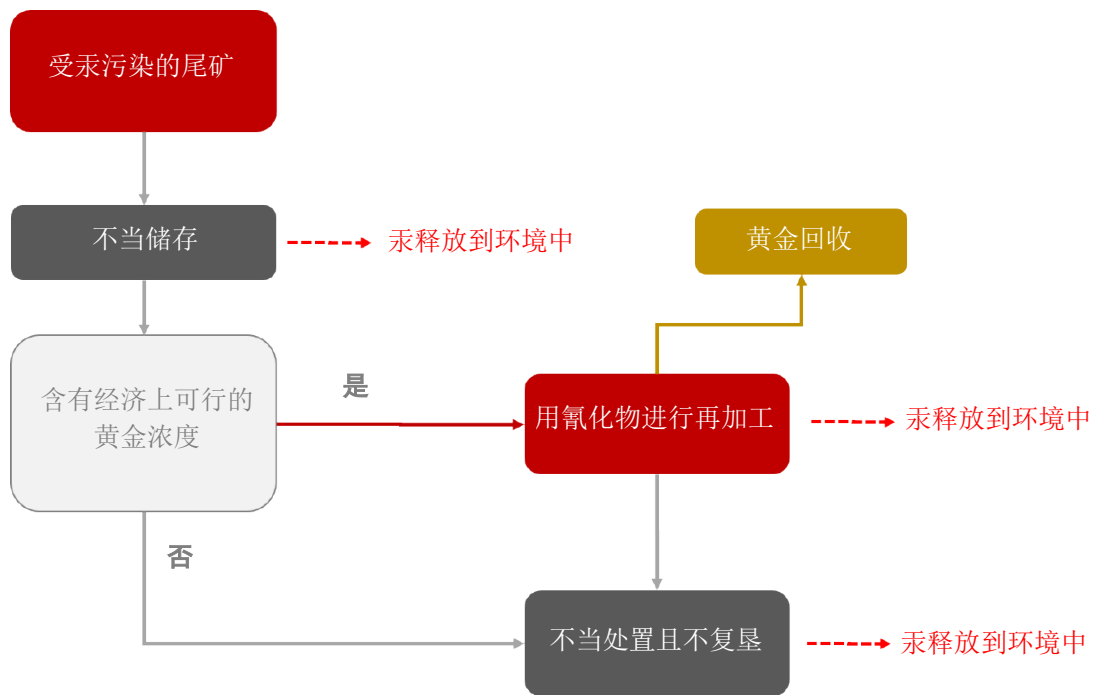 受汞污染的尾矿
不当储存
汞释放到环境中
黄金回收
含有经济上可行的
黄金浓度
是
用氰化物进行再加工
汞释放到环境中
否
不当处置且不复垦
汞释放到环境中